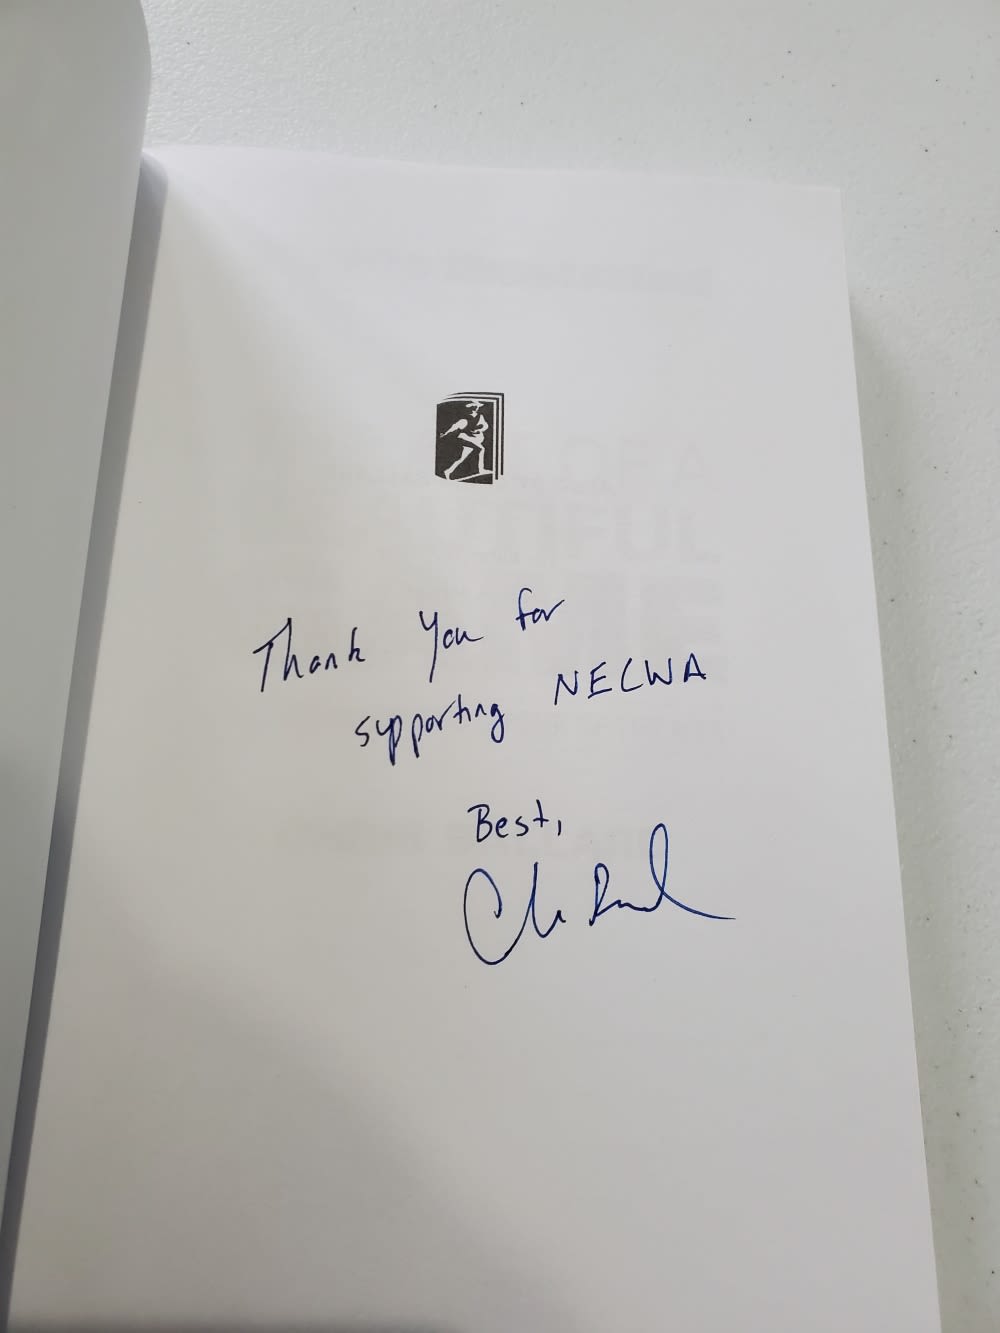 Thank You for
supporting NECWA
Best,